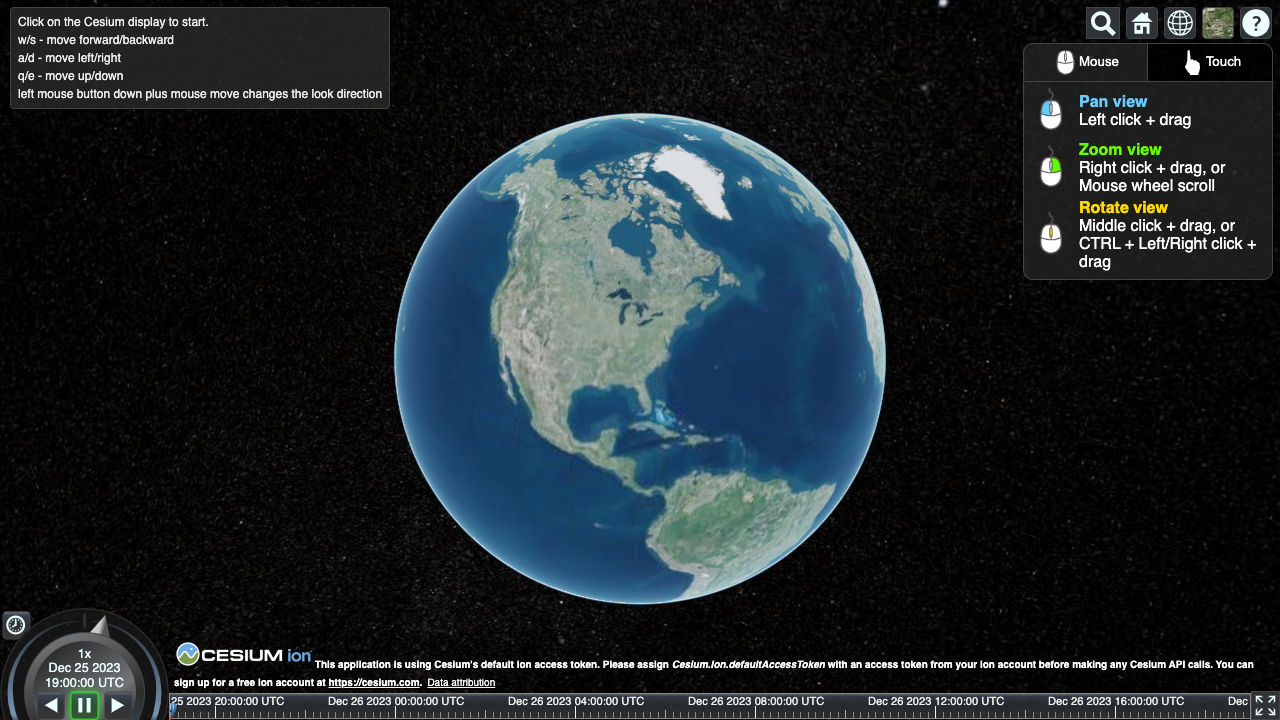 Click on the Cesium display to start.
w/s - move forward/backward
a/d - move left/right
q/e - move up/down
left mouse button down plus mouse move changes the look direction
?
Mouse
Touch
Pan view
Left click + drag
Zoom view
Right click + drag, or
Mouse wheel scroll
Rotate view
Middle click + drag, or
CTRL + Left/Right click +
drag
1x
Dec 25 2023
19:00:00 UTC
CESIUM ion
This application is using Cesium's default ion access token. Please assign Cesium.Ion.defaultAccessToken with an access token from your ion account before making any Cesium API calls. You can
sign up for a free ion account at https://cesium.com. Data attribution
25 2023 20:00:00 UTC
Dec 26 2023 00:00:00 UTC
Dec 26 2023 04:00:00 UTC
Dec 26 2023 08:00:00 UTC
Dec 26 2023 12:00:00 UTC
Dec 26 2023 16:00:00 UTC
Dec